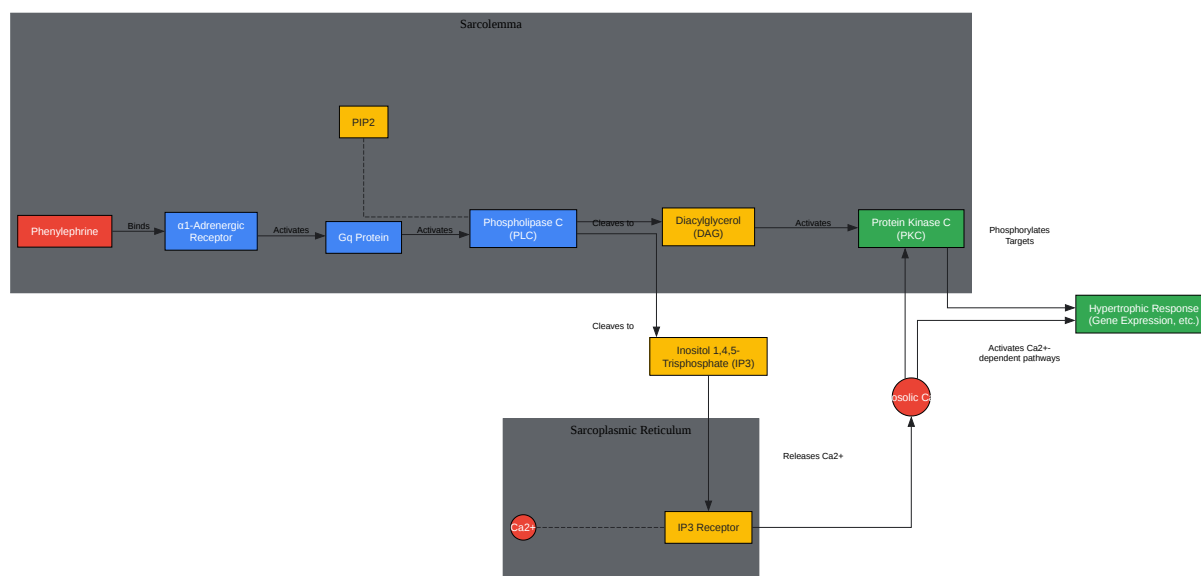 Sarcolemma
PIP2
Phenylephrine
Binds
α1-Adrenergic
Receptor
Activates
Gq Protein
Activates
Phospholipase C
(PLC)
Cleaves to
Diacylglycerol
(DAG)
Activates
Protein Kinase C
(PKC)
Phosphorylates
Targets
Hypertrophic Response
(Gene Expression, etc.)
Cleaves to
Inositol 1,4,5-
Trisphosphate (IP3)
Activates Ca2+-
dependent pathways
osolic Ca
Sarcoplasmic Reticulum
Releases Ca2+
Ca2+
IP3 Receptor